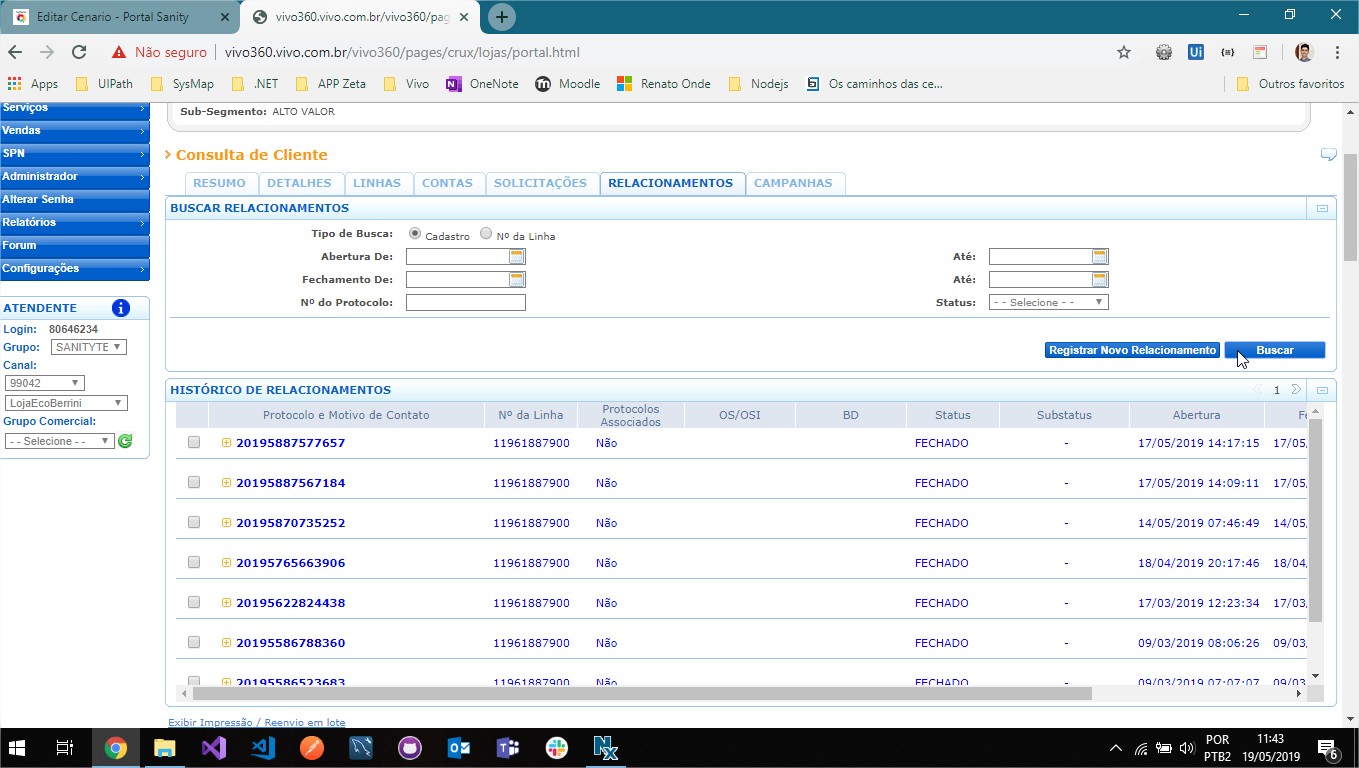 Editar Cenario - Portal Sanity
vivo360.vivo.com.br/vivo360/pag
Não seguro
vivo360.vivo.com.br/vivo360/pages/crux/lojas/portal.html
Apps UIPath SysMap .NET APP Zeta Vivo OneNote Moodle Renato Onde Nodejs Os caminhos das ce... Outros favoritos
Serviços
Vendas
SPN
Administrador
Alterar Senha
Relatórios
Forum
Configurações
ATENDENTE
Login: 80646234
Grupo: SANITYTE
Canal:
99042
LojaEcoBerrini
Grupo Comercial:
- - Selecione - -
Sub-Segmento: ALTO VALOR
Consulta de Cliente
RESUMO DETALHES LINHAS CONTAS SOLICITAÇÕES RELACIONAMENTOS CAMPANHAS
BUSCAR RELACIONAMENTOS
Tipo de Busca: Cadastro Nº da Linha
Abertura De: Até:
Fechamento De: Até:
Nº do Protocolo: Status: - - Selecione - -
Registrar Novo Relacionamento Buscar
HISTÓRICO DE RELACIONAMENTOS 1
Protocolo e Motivo de Contato Nº da Linha Protocolos Associados OS/OSI BD Status Substatus Abertura Fe
20195887577657 11961887900 Não FECHADO - 17/05/2019 14:17:15 17/05,
20195887567184 11961887900 Não FECHADO - 17/05/2019 14:09:11 17/05,
20195870735252 11961887900 Não FECHADO - 14/05/2019 07:46:49 14/05,
20195765663906 11961887900 Não FECHADO - 18/04/2019 20:17:46 18/04,
20195622824438 11961887900 Não FECHADO - 17/03/2019 12:23:34 17/03,
20195586788360 11961887900 Não FECHADO - 09/03/2019 08:06:26 09/03,
20195586523683 11961887900 Não FECHADO - 09/03/2019 07:07:07 09/03,
Exibir Impressão / Reenvio em lote
POR
PTB2
11:43
19/05/2019
6